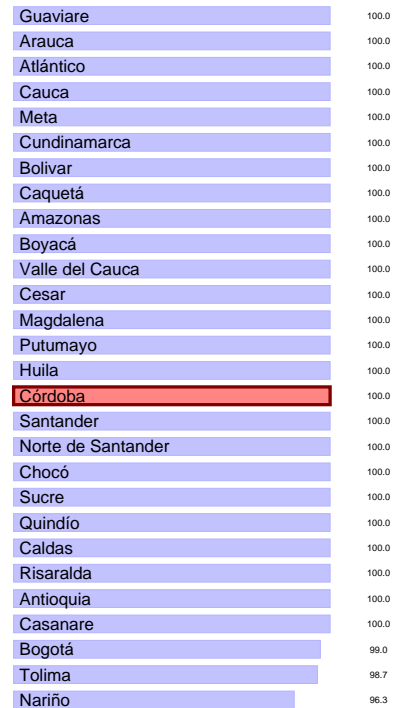 Guaviare 100.0
Arauca 100.0
Atlántico 100.0
Cauca 100.0
Meta 100.0
Cundinamarca 100.0
Bolivar 100.0
Caquetá 100.0
Amazonas 100.0
Boyacá 100.0
Valle del Cauca 100.0
Cesar 100.0
Magdalena 100.0
Putumayo 100.0
Huila 100.0
Córdoba 100.0
Santander 100.0
Norte de Santander 100.0
Chocó 100.0
Sucre 100.0
Quindío 100.0
Caldas 100.0
Risaralda 100.0
Antioquia 100.0
Casanare 100.0
Bogotá 99.0
Tolima 98.7
Nariño 96.3